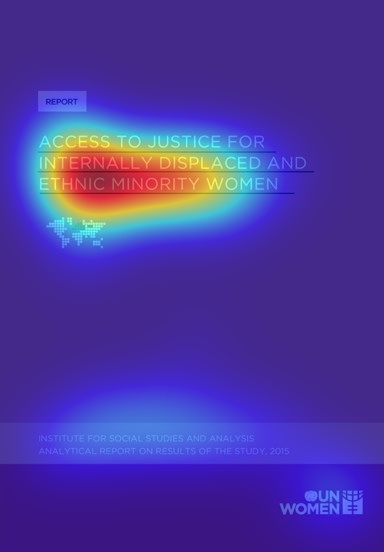 REPORT
ACCESS TO JUSTICE FOR
INTERNALLY DISPLACED AND
ETHNIC MINORITY WOMEN
INSTITUTE FOR SOCIAL STUDIES AND ANALYSIS
ANALYTICAL REPORT ON RESULTS OF THE STUDY, 2015
UN
WOMEN